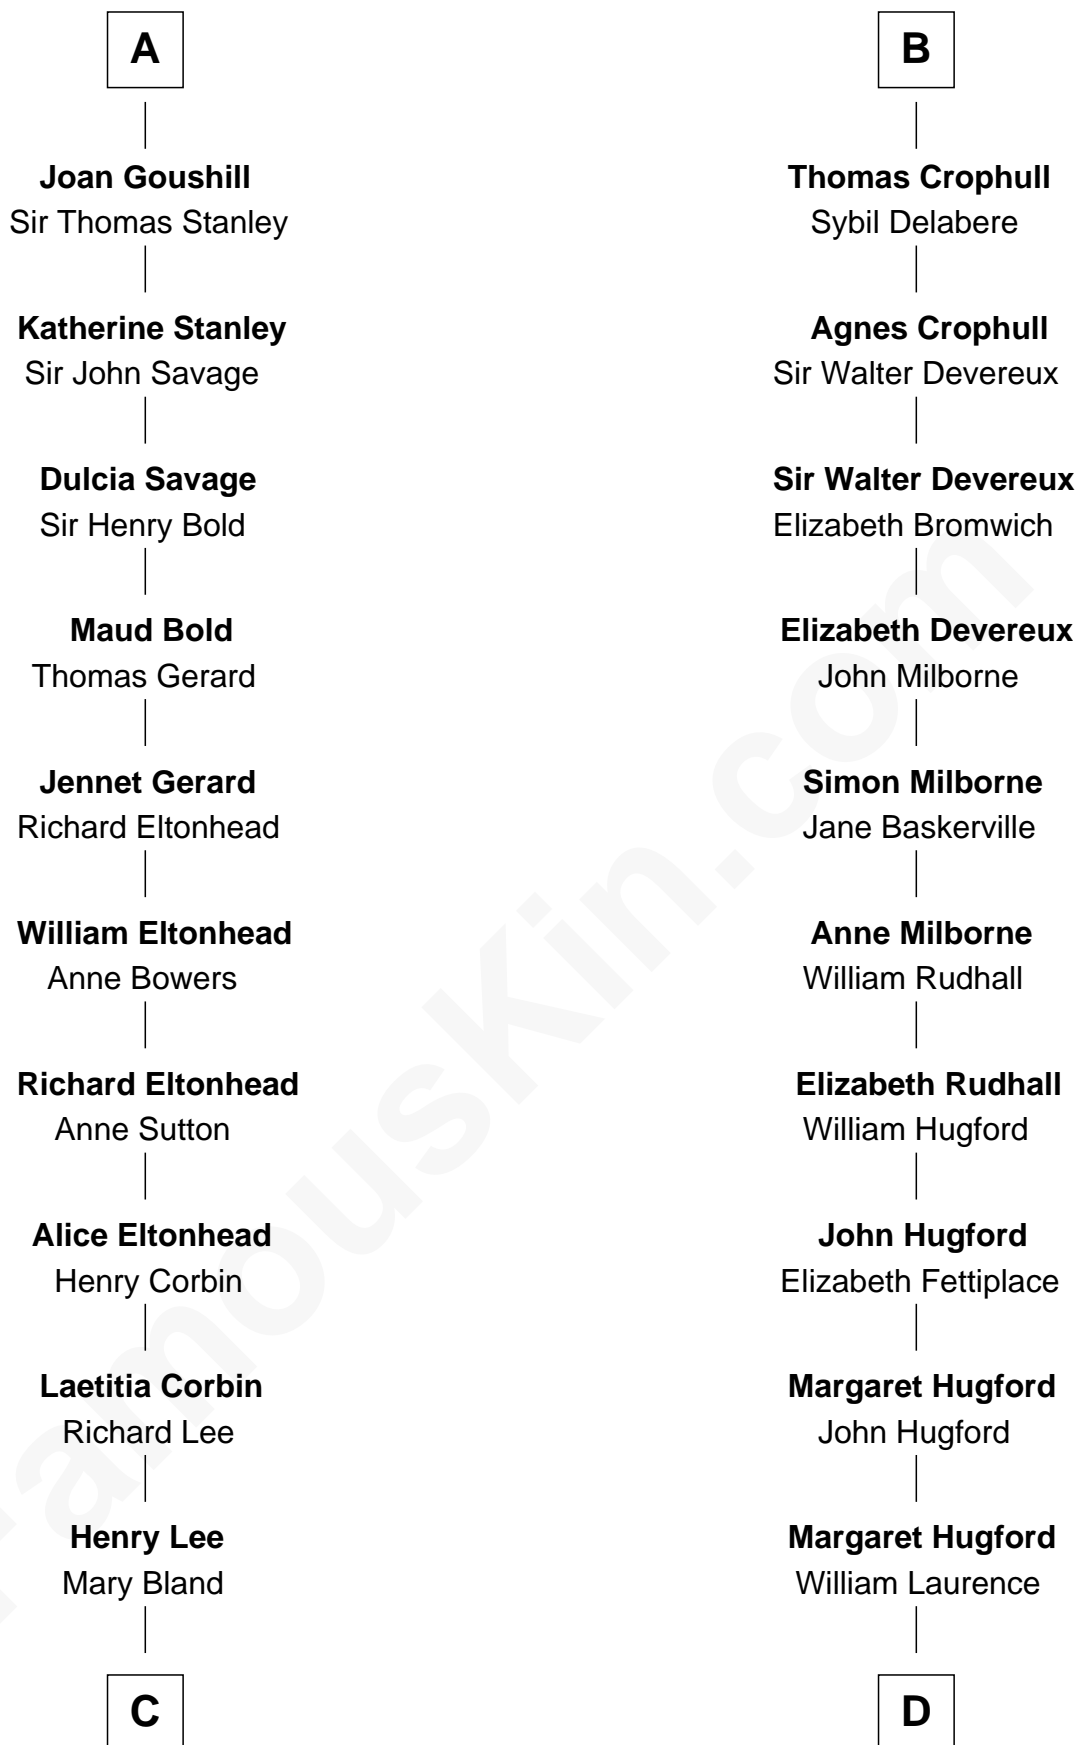 A
Joan Goushill
Sir Thomas Stanley
Katherine Stanley
Sir John Savage
Dulcia Savage
Sir Henry Bold
Maud Bold
Thomas Gerard
Jennet Gerard
Richard Eltonhead
William Eltonhead
Anne Bowers
Richard Eltonhead
Anne Sutton
Alice Eltonhead
Henry Corbin
Laetitia Corbin
Richard Lee
Henry Lee
Mary Bland
C
B
Thomas Crophull
Sybil Delabere
Agnes Crophull
Sir Walter Devereux
Sir Walter Devereux
Elizabeth Bromwich
Elizabeth Devereux
John Milborne
Simon Milborne
Jane Baskerville
Anne Milborne
William Rudhall
Elizabeth Rudhall
William Hugford
John Hugford
Elizabeth Fettiplace
Margaret Hugford
John Hugford
Margaret Hugford
William Laurence
D
FamousKin.com